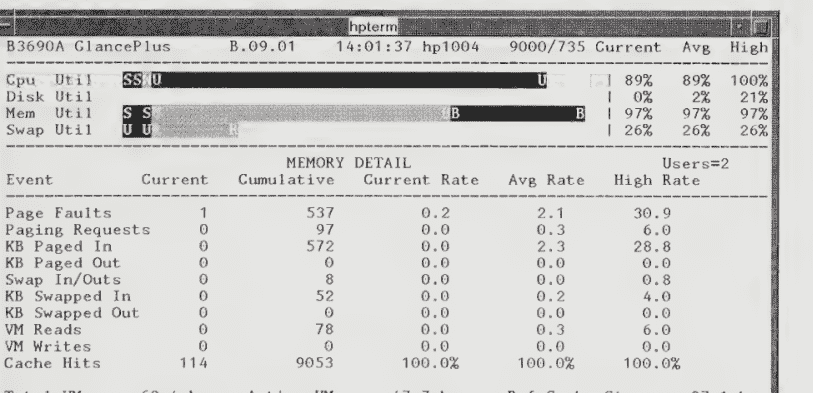 hpterm
B3690A GlancePlus B.09.01 14:01:37 hp1004 9000/735 Current Avg High
Cpu Util SSNU U | 89% 89% 100%
Disk Util | 0% 2% 21%
Mem Util S S UB B | 97% 97% 97%
Swap Util U U R | 26% 26% 26%
MEMORY DETAIL Users=2
Event Current Cumulative Current Rate Avg Rate High Rate
Page Faults 1 537 0.2 2.1 30.9
Paging Requests 0 97 0.0 0.3 6.0
KB Paged In 0 572 0.0 2.3 28.8
KB Paged Out 0 0 0.0 0.0 0.0
Swap In/Outs 0 8 0.0 0.0 0.8
KB Swapped In 0 52 0.0 0.2 4.0
KB Swapped Out 0 0 0.0 0.0 0.0
VM Reads 0 78 0.0 0.3 6.0
VM Writes 0 0 0.0 0.0 0.0
Cache Hits 114 9053 100.0% 100.0% 100.0%